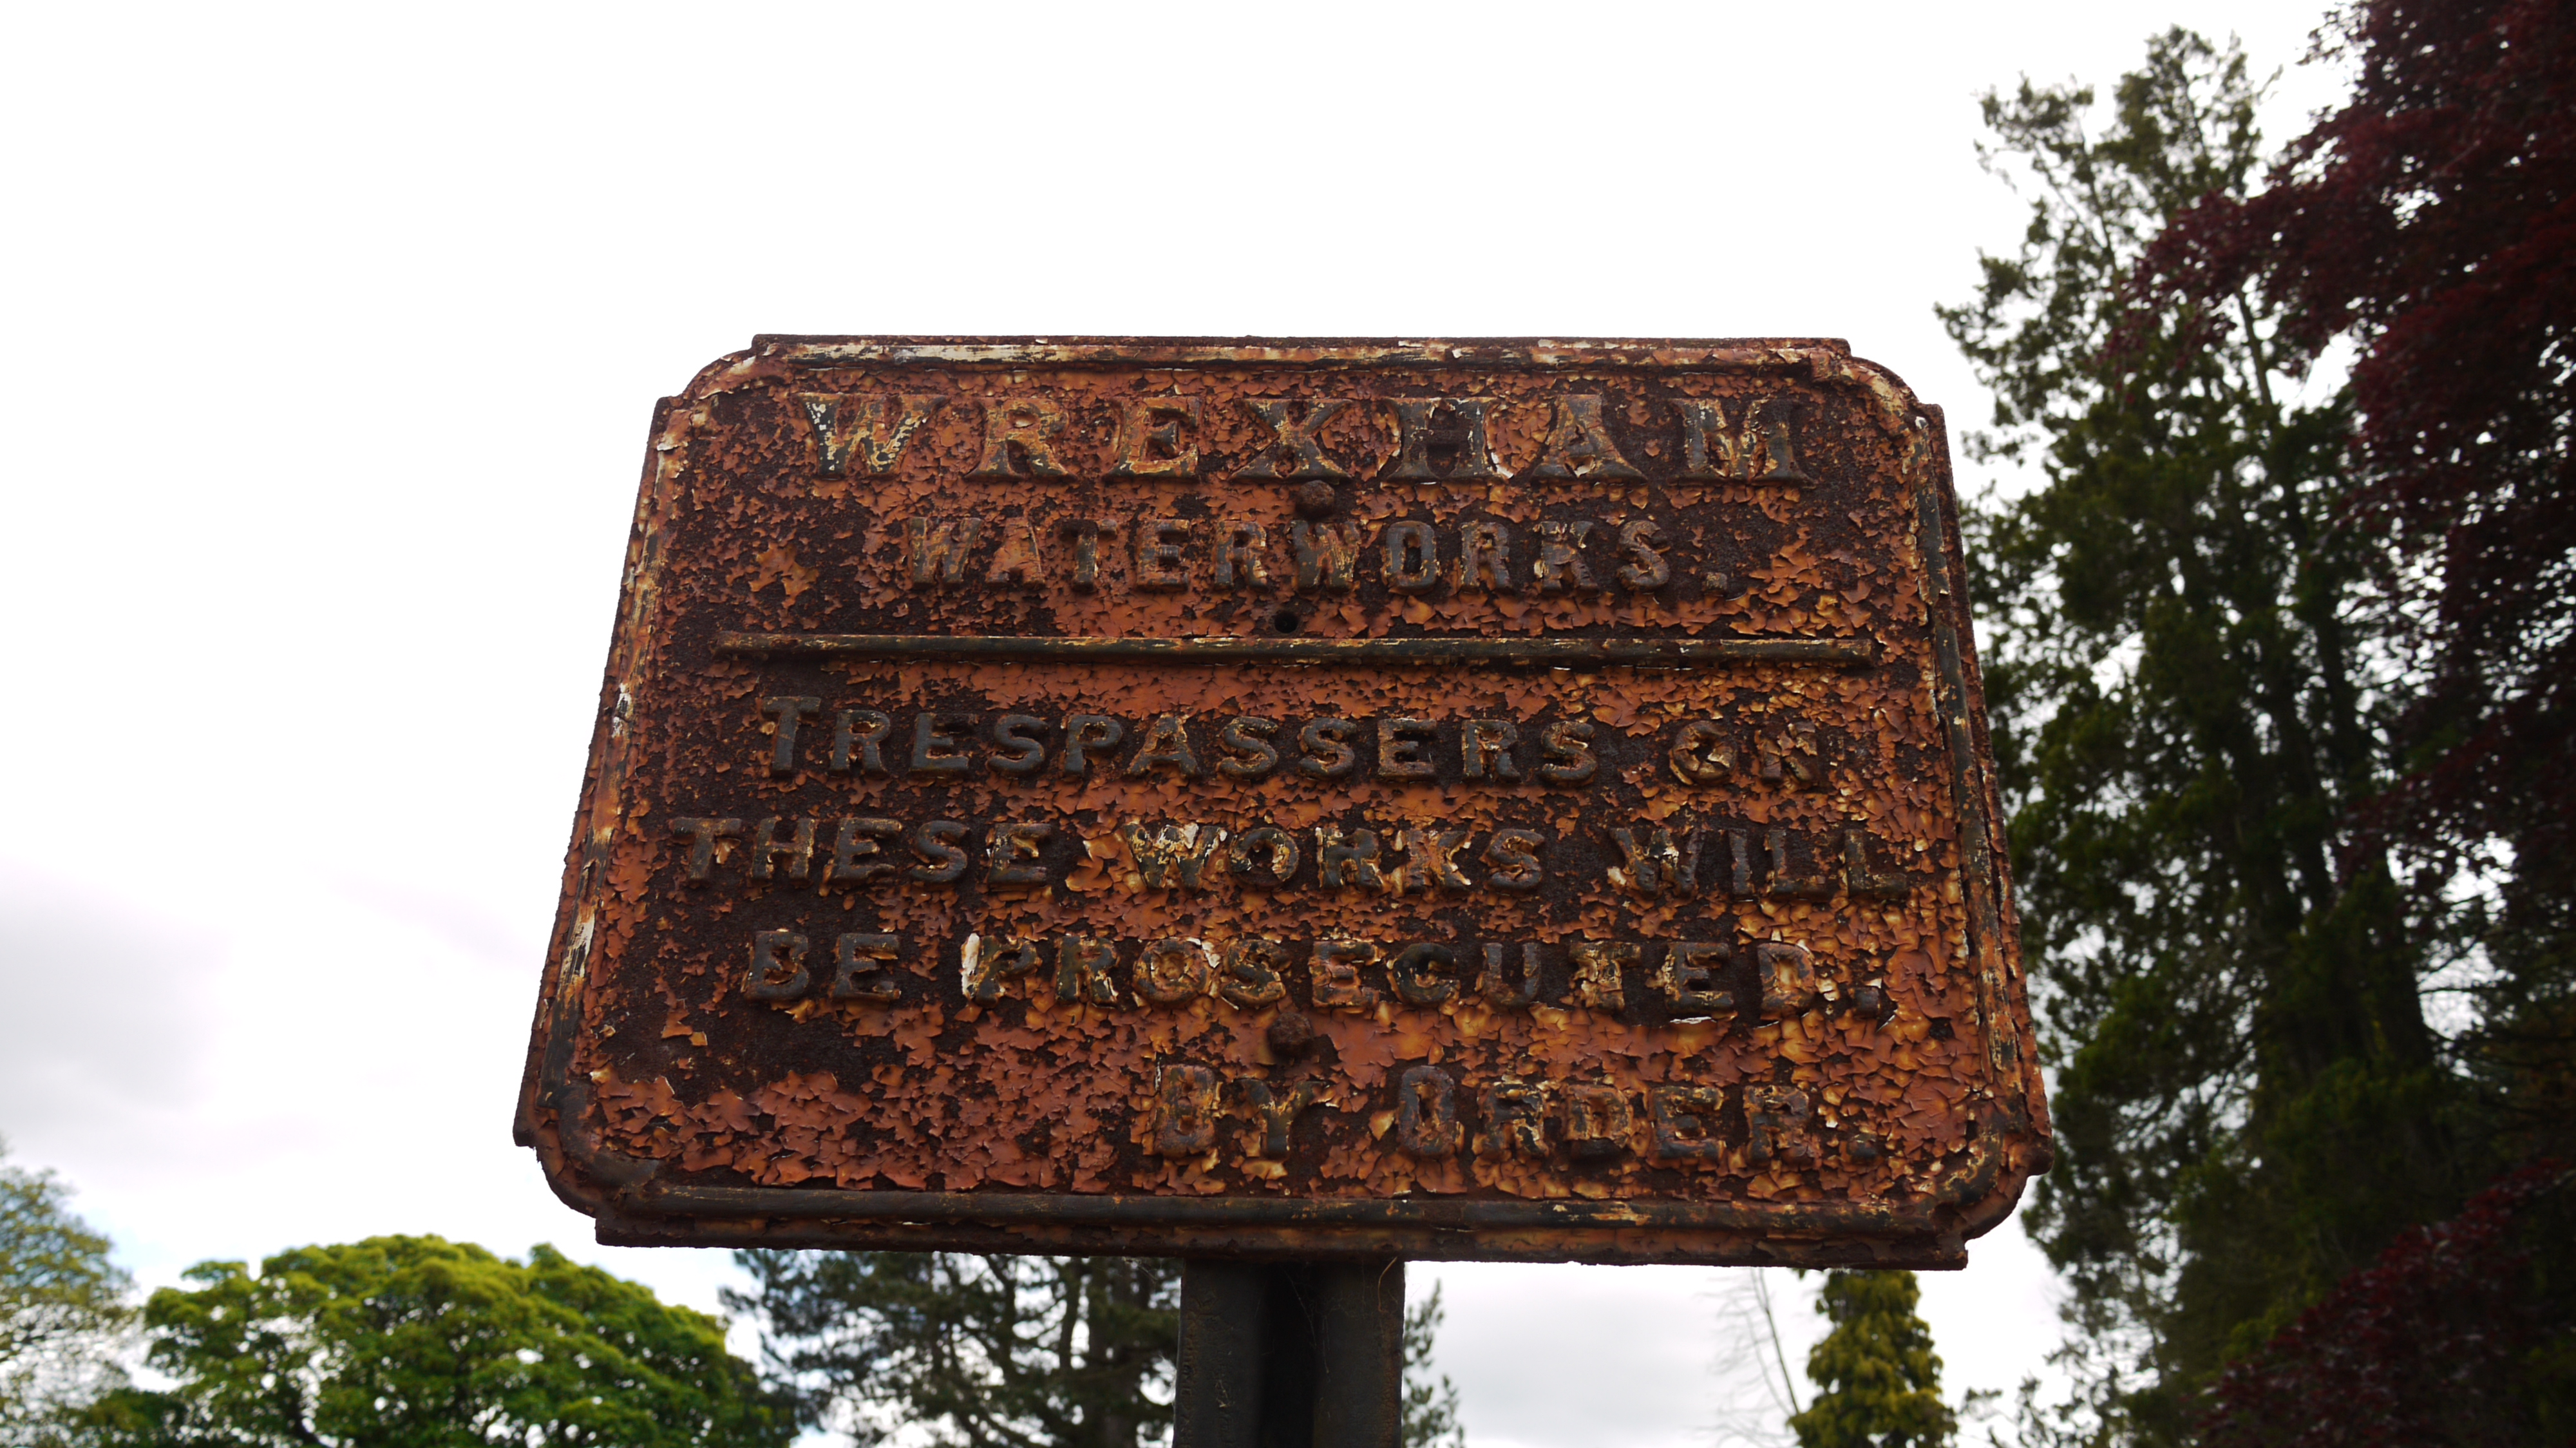 WREXHAM
WATERWORKS.
TRESPASSERS ON
THESE WORKS WILL
BE PROSECUTED.
BY ORDER.